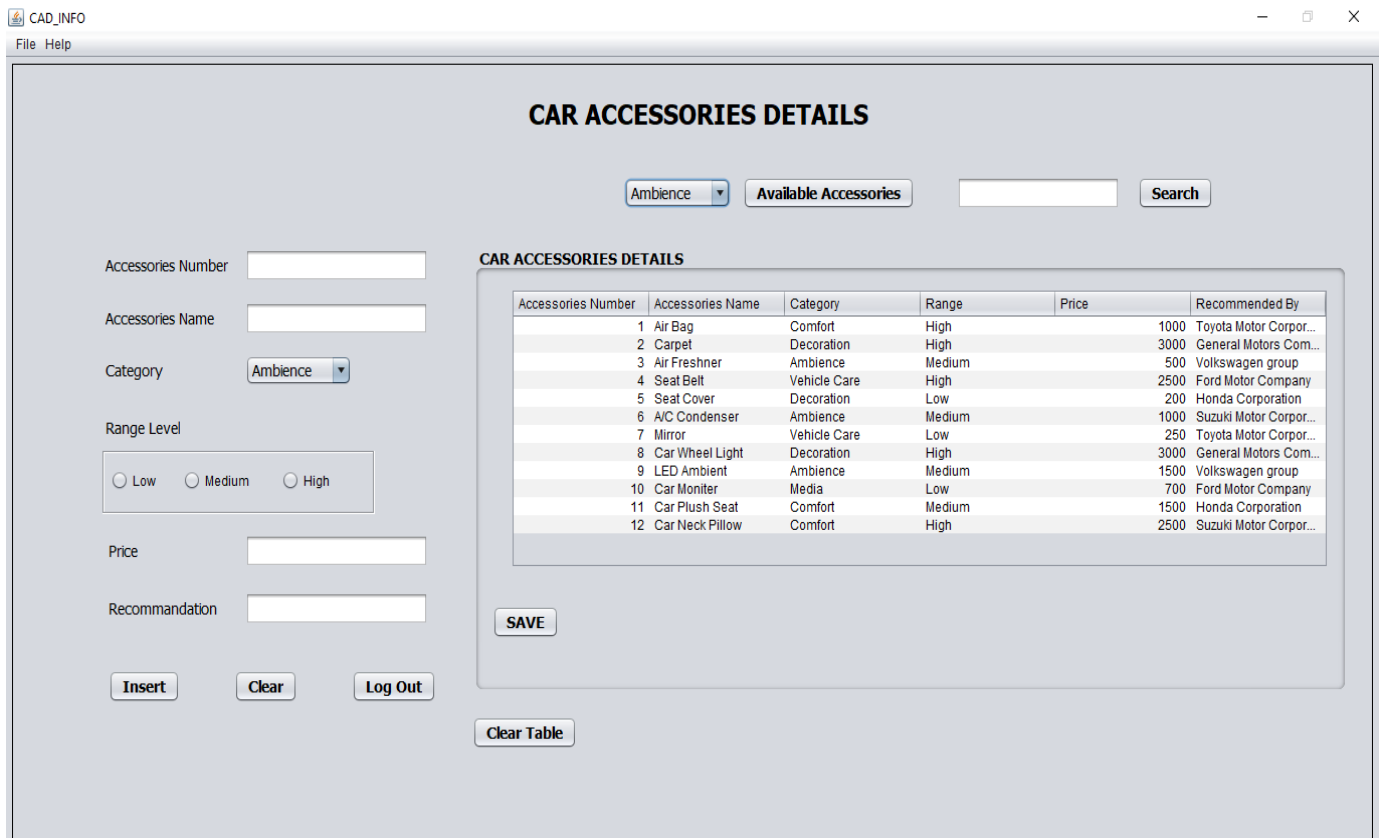 CAD_INFO
File Help
CAR ACCESSORIES DETAILS
Ambience Available Accessories Search
Accessories Number
Accessories Name
Category Ambience
Range Level
Low Medium High
Price
Recommandation
Insert Clear Log Out
CAR ACCESSORIES DETAILS
Accessories Number Accessories Name Category Range Price Recommended By
1 Air Bag Comfort High 1000 Toyota Motor Corpor...
2 Carpet Decoration High 3000 General Motors Com...
3 Air Freshner Ambience Medium 500 Volkswagen group
4 Seat Belt Vehicle Care High 2500 Ford Motor Company
5 Seat Cover Decoration Low 200 Honda Corporation
6 A/C Condenser Ambience Medium 1000 Suzuki Motor Corpor...
7 Mirror Vehicle Care Low 250 Toyota Motor Corpor...
8 Car Wheel Light Decoration High 3000 General Motors Com...
9 LED Ambient Ambience Medium 1500 Volkswagen group
10 Car Moniter Media Low 700 Ford Motor Company
11 Car Plush Seat Comfort Medium 1500 Honda Corporation
12 Car Neck Pillow Comfort High 2500 Suzuki Motor Corpor...
SAVE
Clear Table